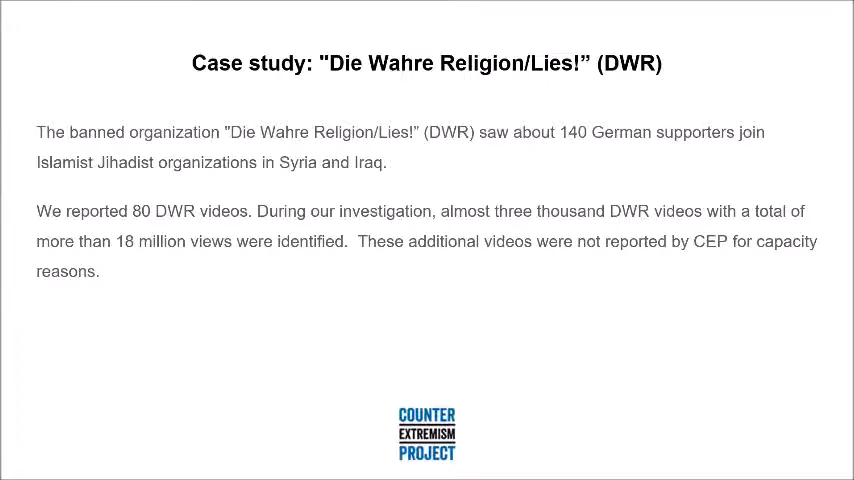 Case study: "Die Wahre Religion/Lies!” (DWR)
The banned organization "Die Wahre Religion/Lies!” (DWR) saw about 140 German supporters join
Islamist Jihadist organizations in Syria and Iraq.
We reported 80 DWR videos. During our investigation, almost three thousand DWR videos with a total of
more than 18 million views were identified.  These additional videos were not reported by CEP for capacity
reasons.
COUNTER
EXTREMISM
PROJECT